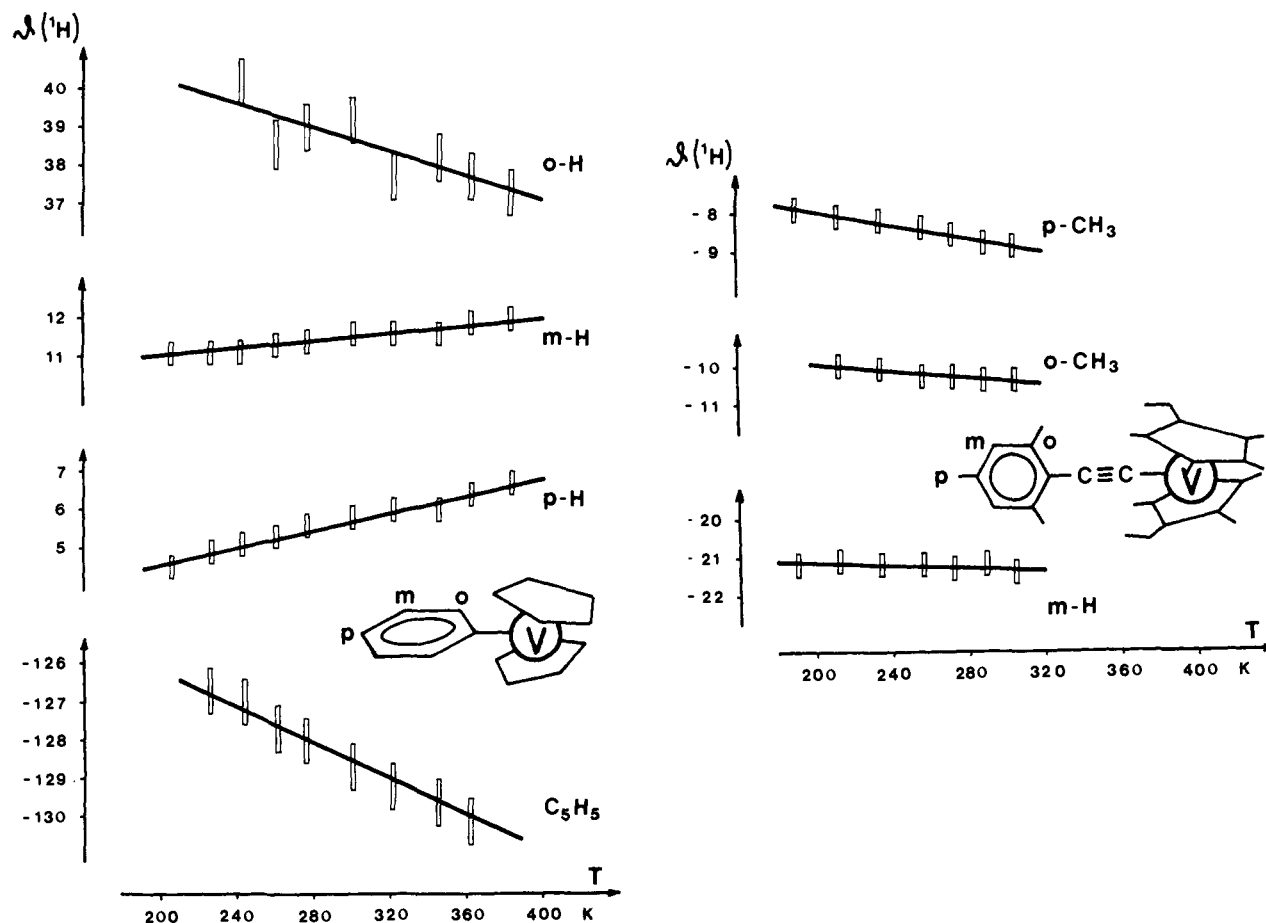 ϑ(¹H)
40
39
38
37
o-H
12
11
m-H
7
6
5
p-H
m
o
p
V
-126
-127
-128
-129
-130
C₅H₅
T
200 240 280 320 360 400 K
ϑ(¹H)
-8
-9
p-CH₃
-10
-11
o-CH₃
m
o
p
C≡C
V
-20
-21
-22
m-H
T
200 240 280 320 360 400 K